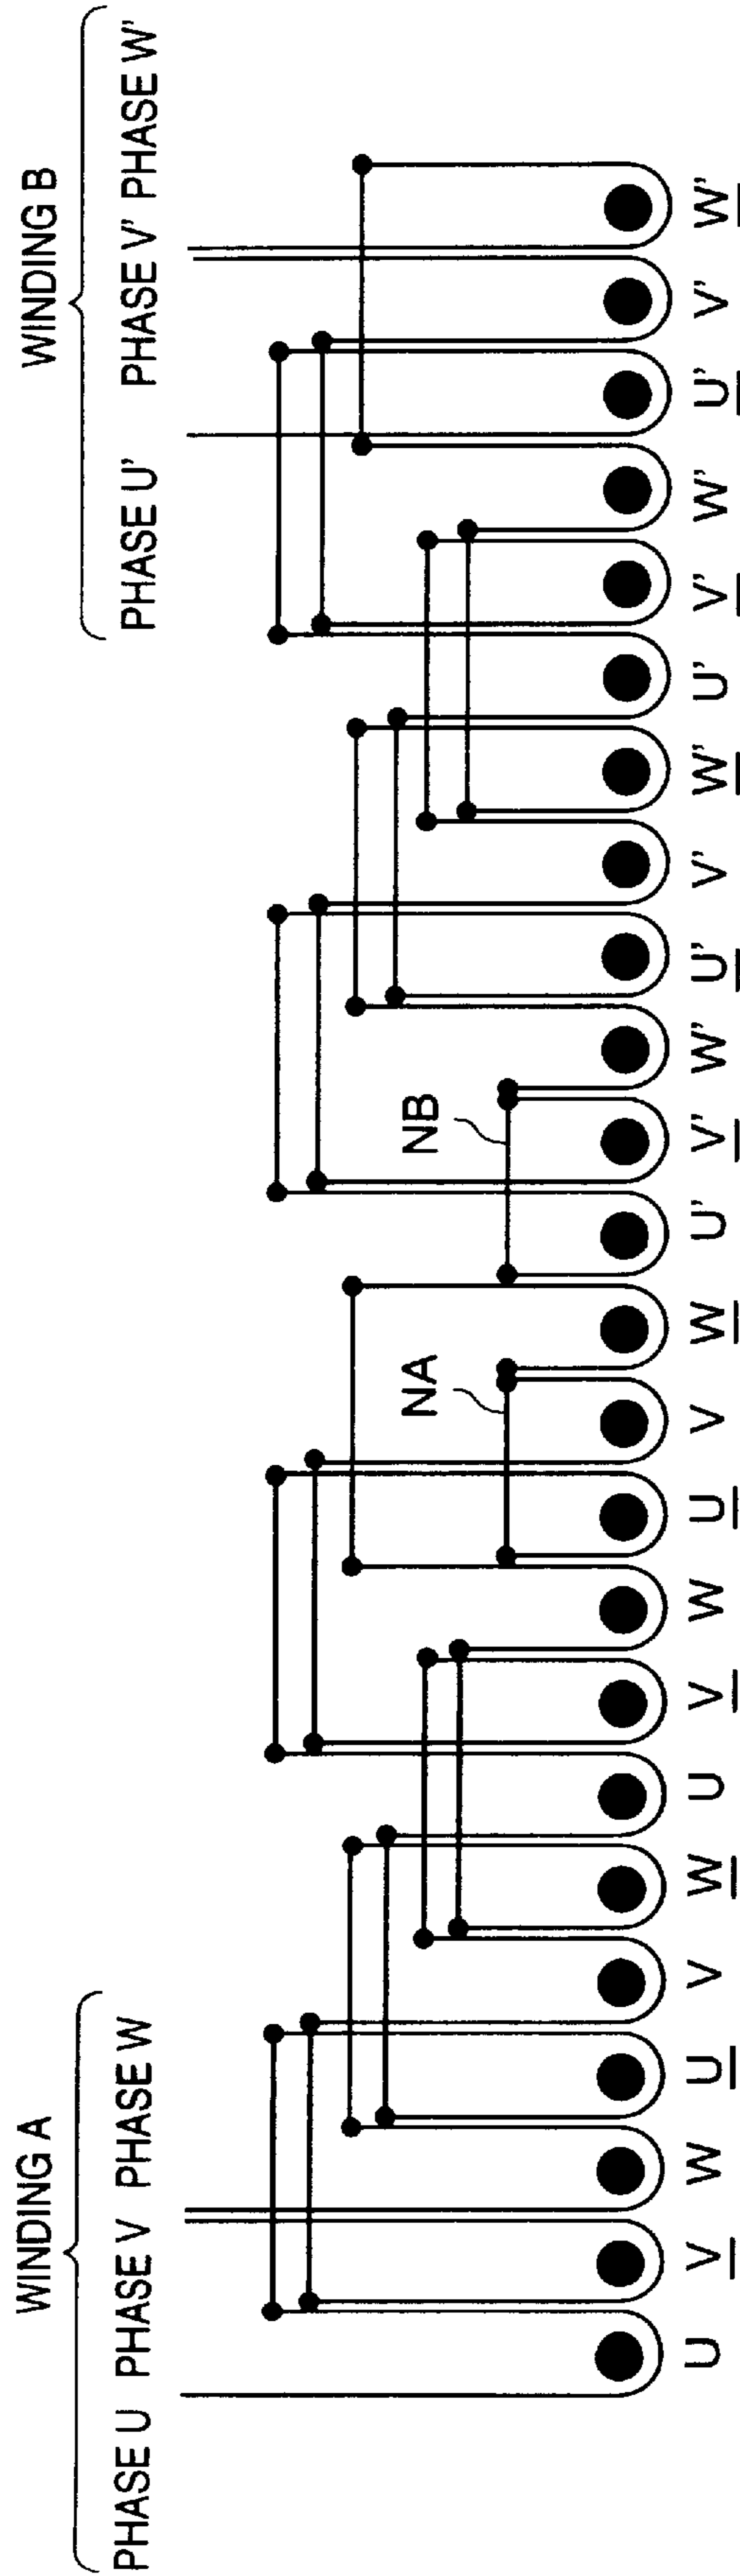 WINDING A
WINDING B
PHASE U PHASE V PHASE W
PHASE U' PHASE V' PHASE W'
NA
NB
U V̲ W U̲ V W̲ U V̲ W U̲ V W̲ U' V̲' W' U̲' V' W̲' U' V̲' W' U̲' V' W̲'